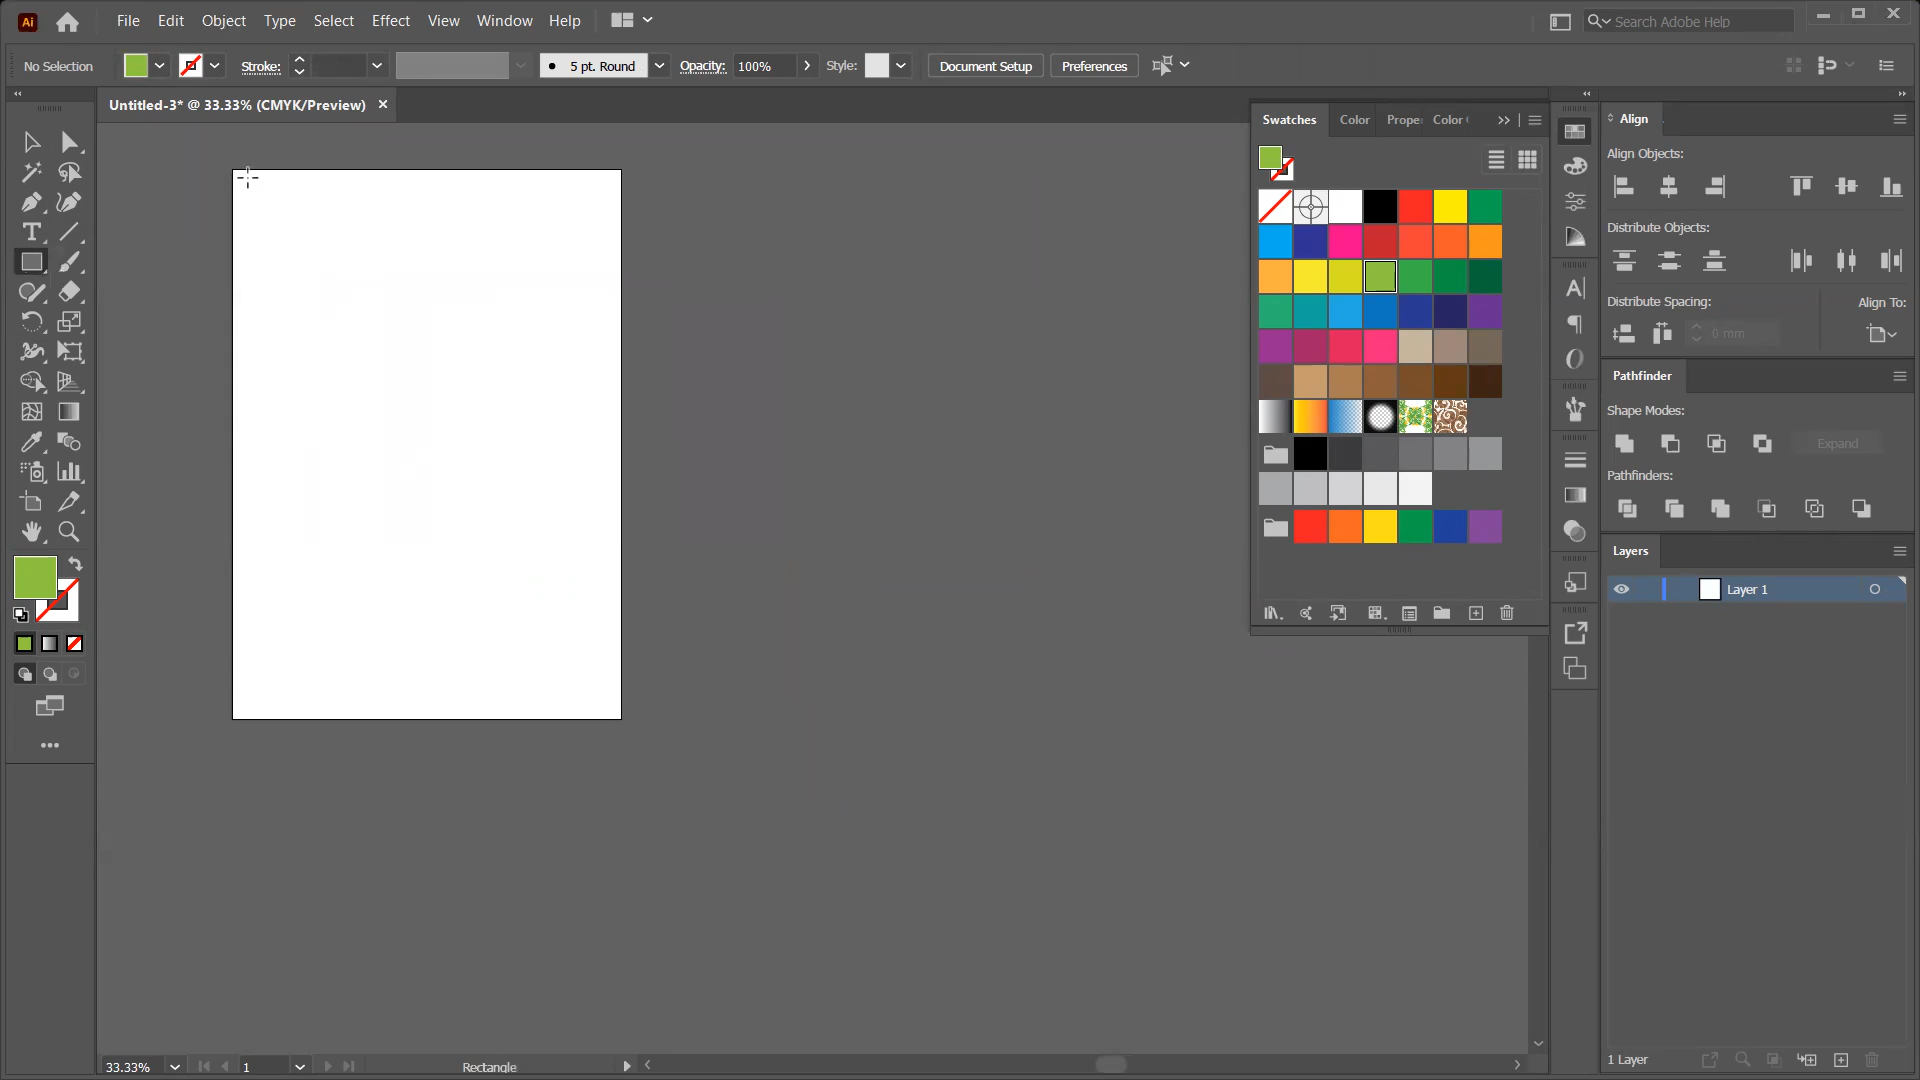 Ai File Edit Object Type Select Effect View Window Help Search Adobe Help
No Selection Stroke: 5 pt. Round Opacity: 100% Style: Document Setup Preferences
Untitled-3* @ 33.33% (CMYK/Preview)
Swatches Color Prope Color
Align
Align Objects:
Distribute Objects:
Distribute Spacing: Align To:
0 mm
Pathfinder
Shape Modes:
Expand
Pathfinders:
Layers
Layer 1
1 Layer
33.33% 1 Rectangle